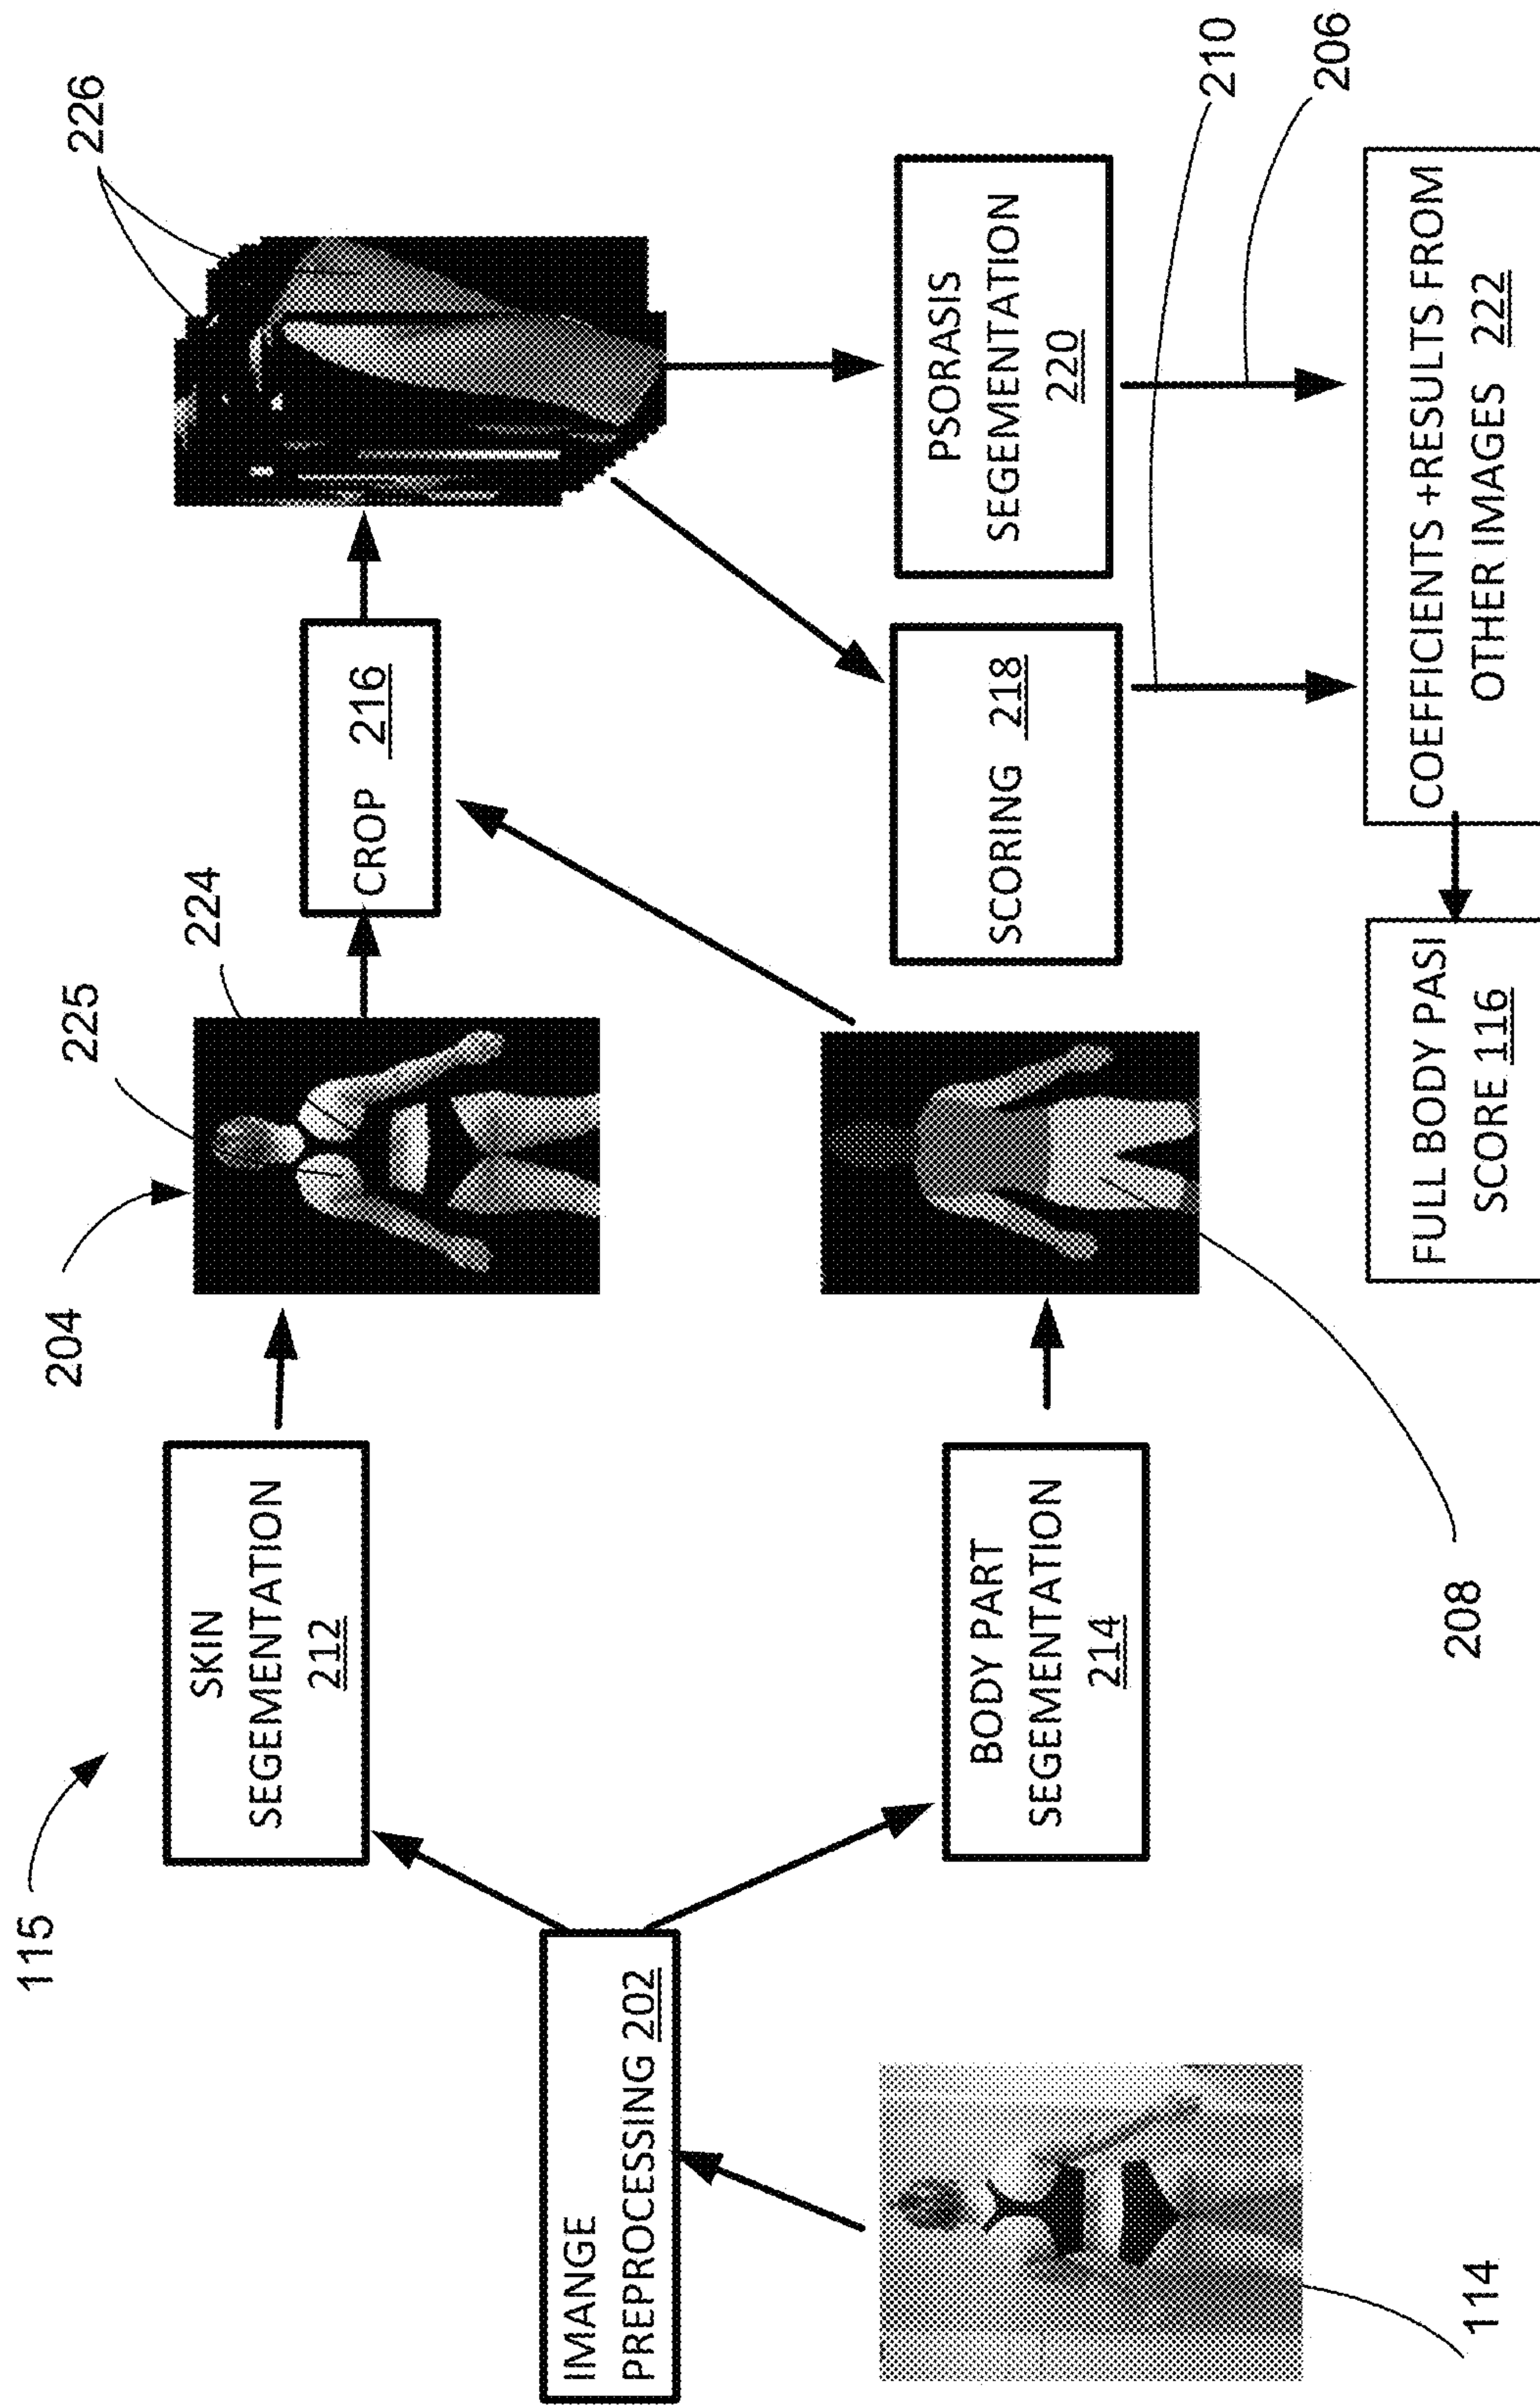 115
204
225
224
226
SKIN
SEGEMENTATION
212
CROP 216
IMANGE
PREPROCESSING 202
BODY PART
SEGEMENTATION
214
SCORING 218
PSORASIS
SEGEMENTATION
220
210
206
114
208
FULL BODY PASI
SCORE 116
COEFFICIENTS +RESULTS FROM
OTHER IMAGES 222